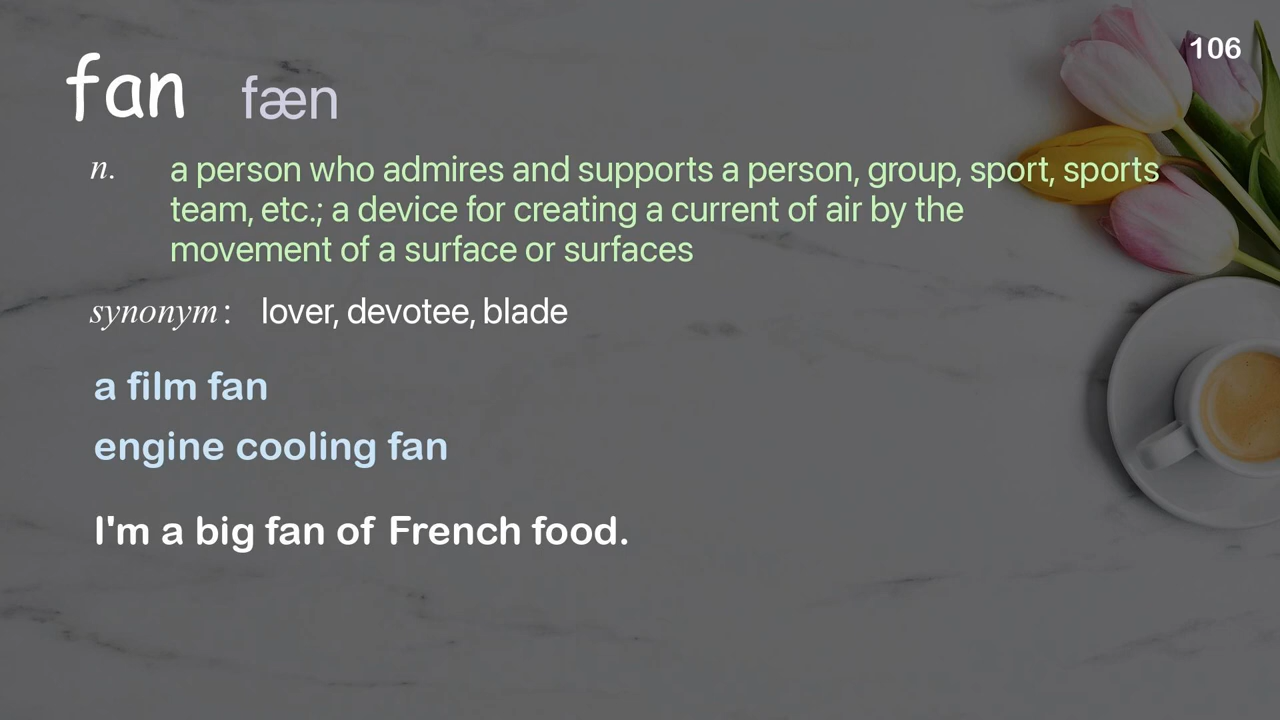 106
fan fæn
n. a person who admires and supports a person, group, sport, sports
team, etc.; a device for creating a current of air by the
movement of a surface or surfaces
synonym: lover, devotee, blade
a film fan
engine cooling fan
I'm a big fan of French food.